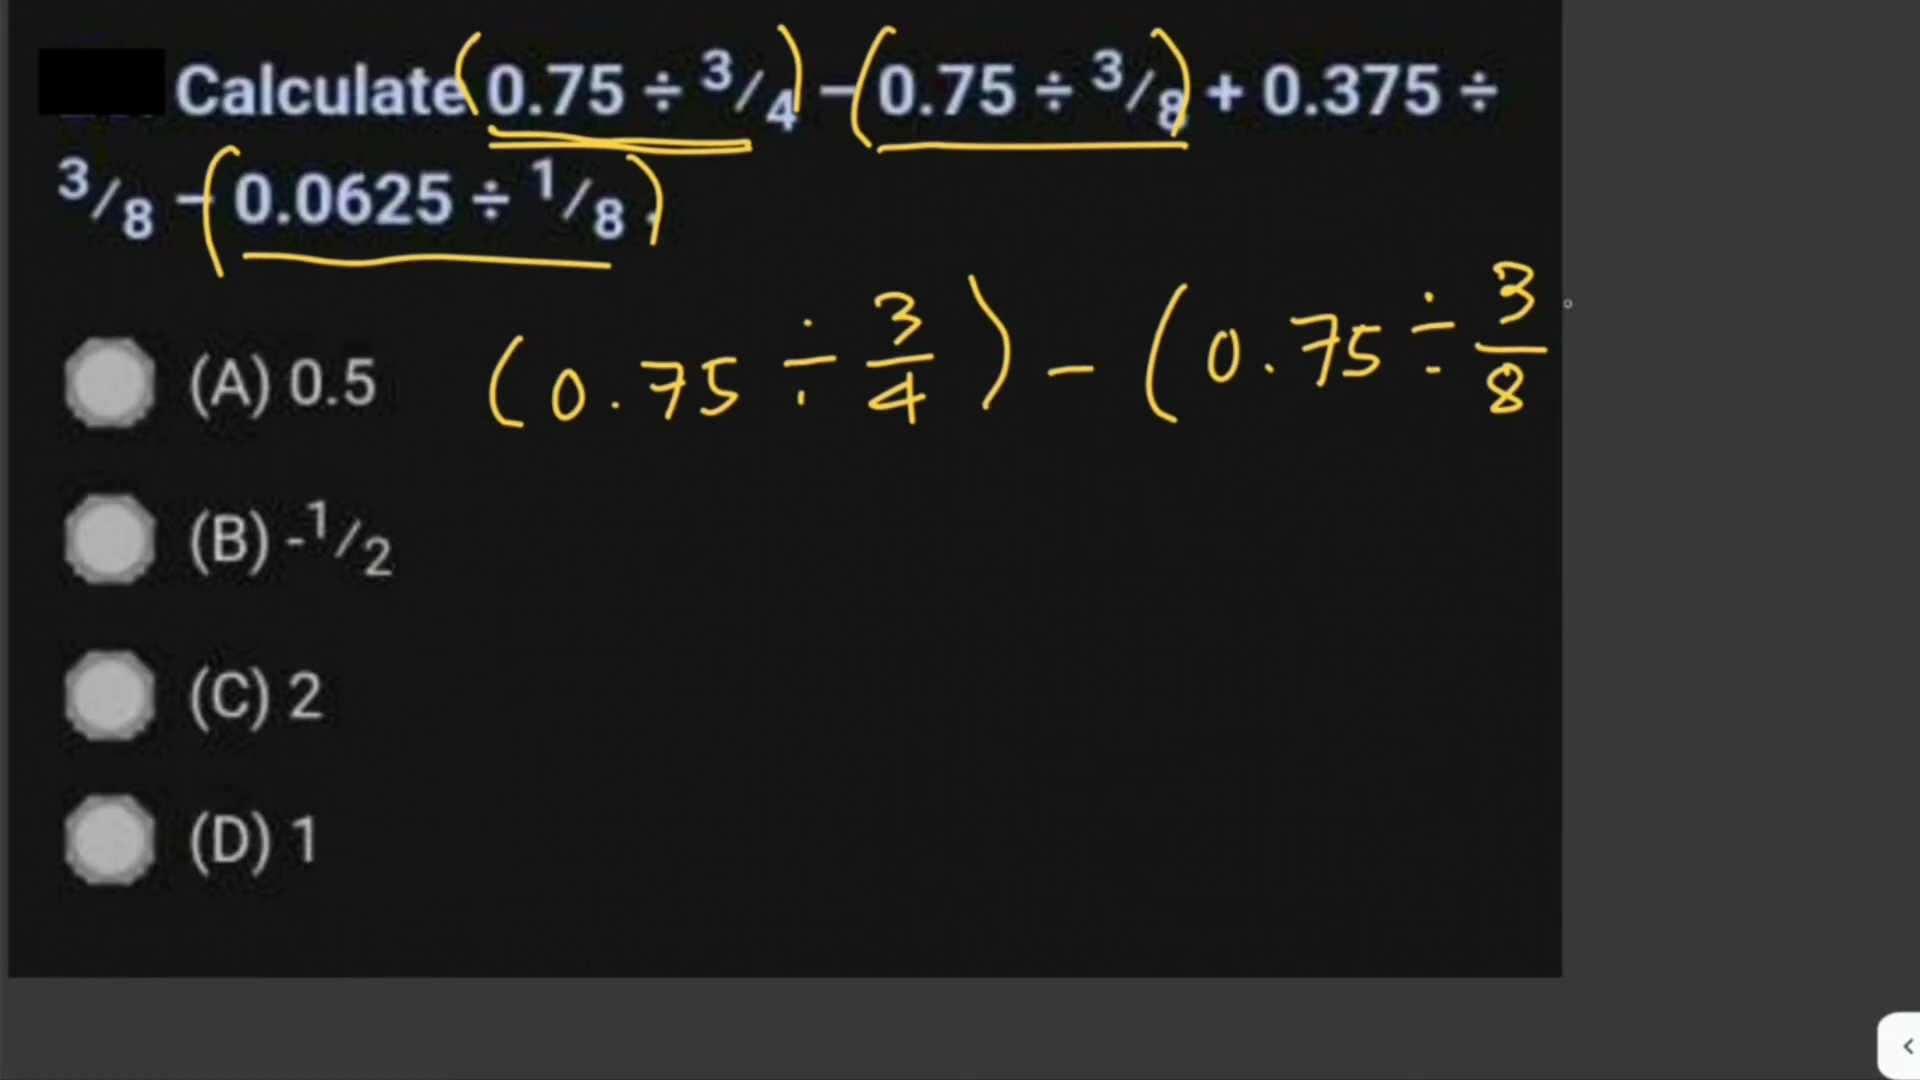 Calculate (0.75 ÷ ³/₄) − (0.75 ÷ ³/₈) + 0.375 ÷
³/₈ − (0.0625 ÷ ¹/₈).
(0.75 ÷ 3/4) − (0.75 ÷ 3/8
(A) 0.5
(B) -¹/₂
(C) 2
(D) 1